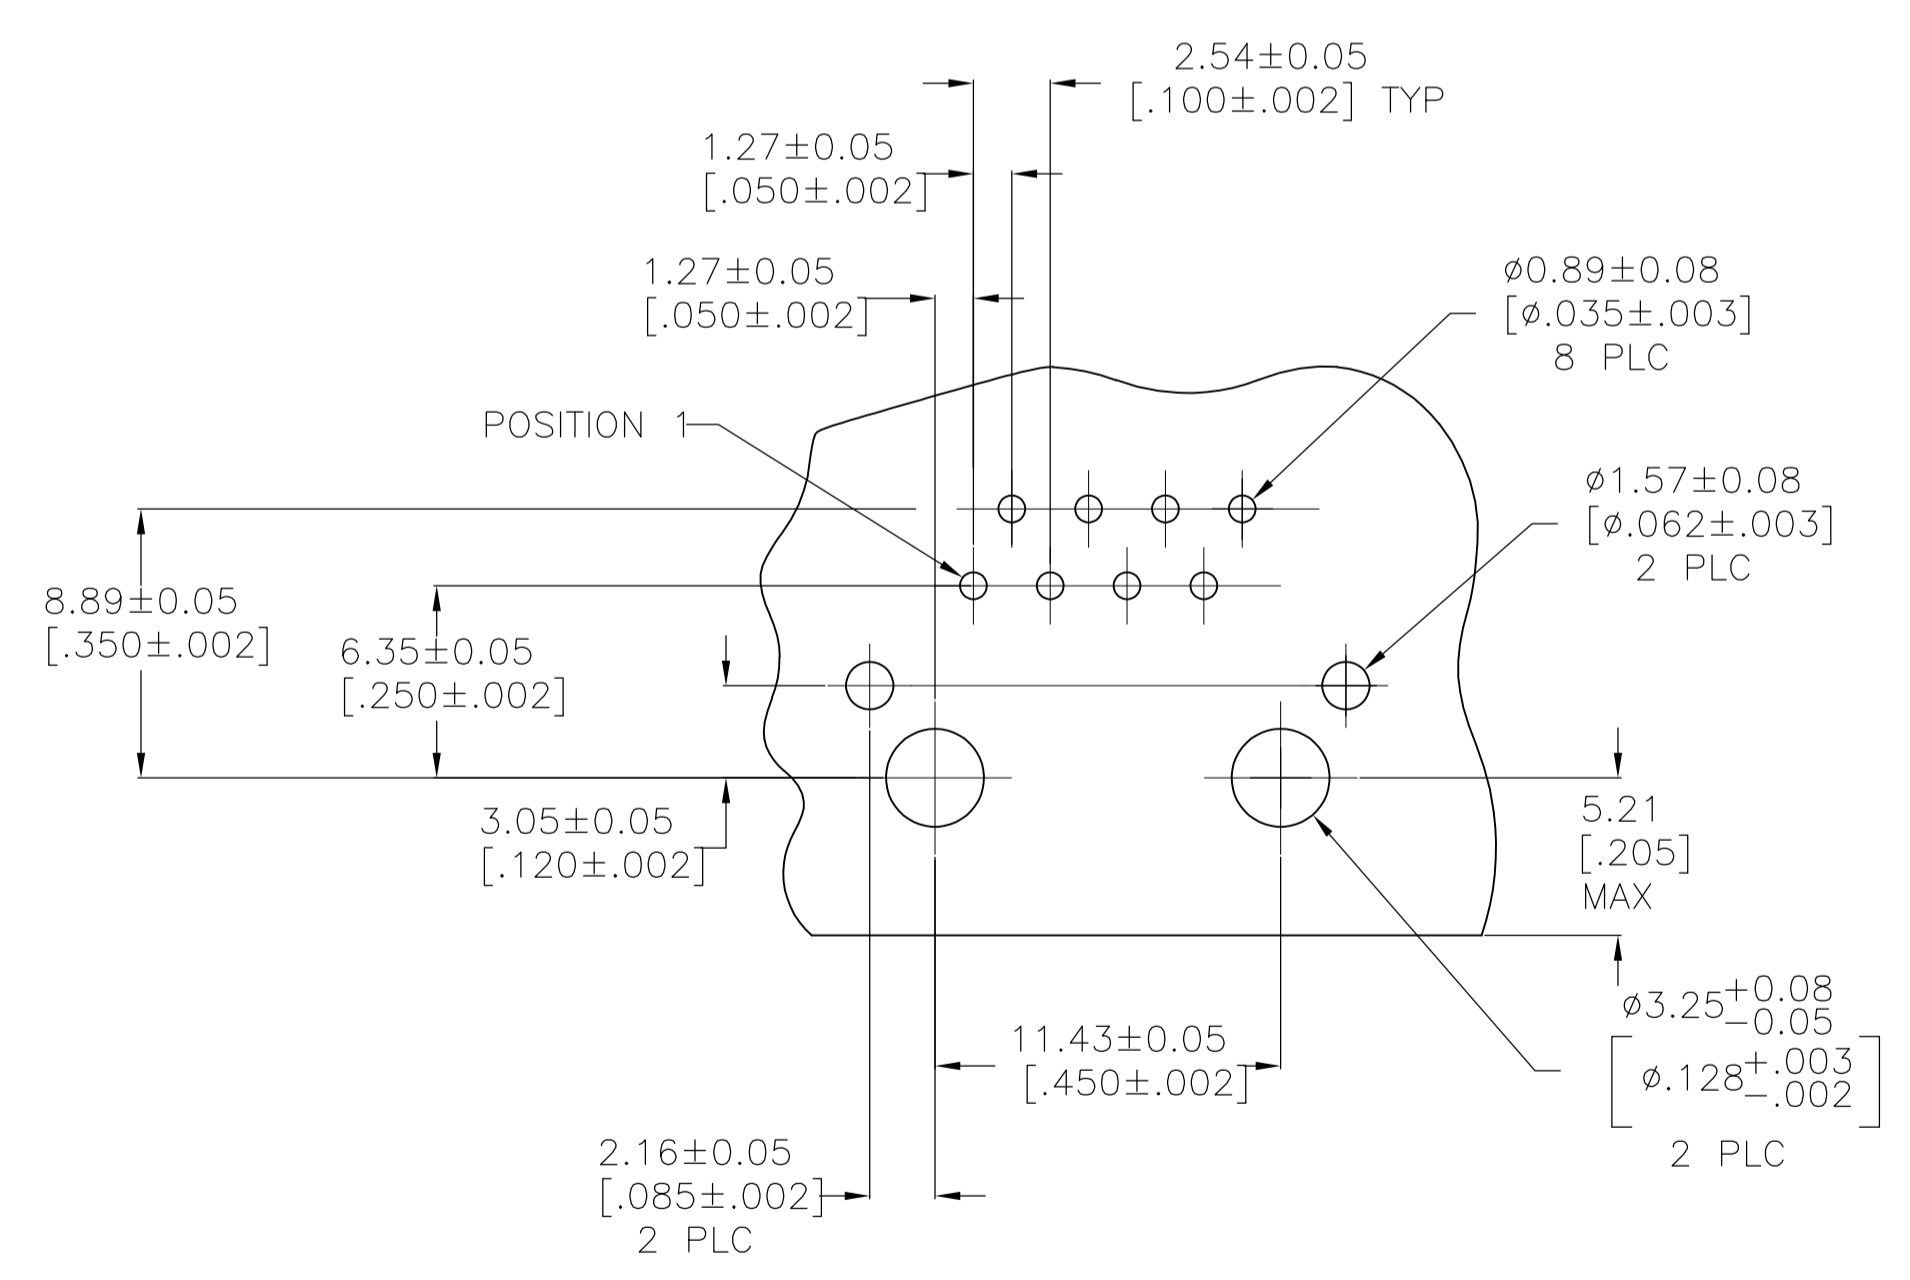 2.54±0.05
[.100±.002] TYP
1.27±0.05
[.050±.002]
1.27±0.05
[.050±.002]
ø0.89±0.08
[ø.035±.003]
8 PLC
POSITION 1
ø1.57±0.08
[ø.062±.003]
2 PLC
8.89±0.05
[.350±.002]
6.35±0.05
[.250±.002]
3.05±0.05
[.120±.002]
5.21
[.205]
MAX
ø3.25+0.08
-0.05
[ø.128+.003
-.002]
2 PLC
11.43±0.05
[.450±.002]
2.16±0.05
[.085±.002]
2 PLC